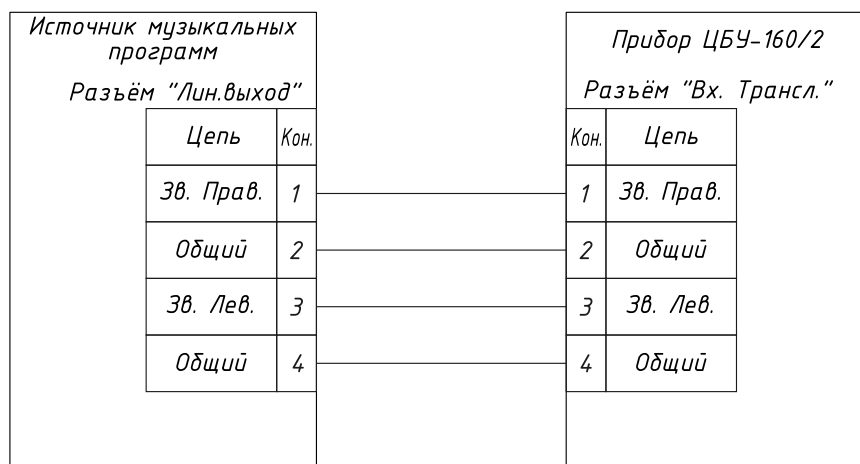 Источник музыкальных
программ
Разъём "Лин.выход"
Цепь Кон.
Зв. Прав. 1
Общий 2
Зв. Лев. 3
Общий 4
Прибор ЦБУ-160/2
Разъём "Вх. Трансл."
Кон. Цепь
1 Зв. Прав.
2 Общий
3 Зв. Лев.
4 Общий